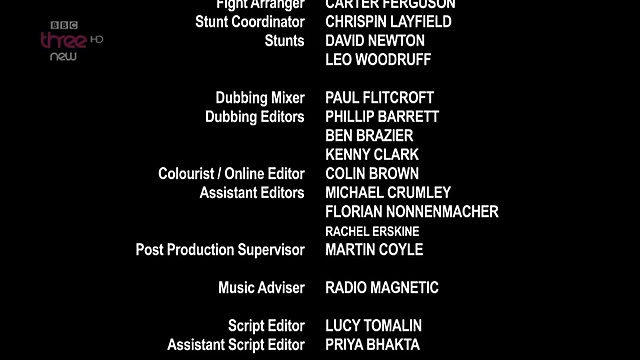 Fight Arranger CARTER FERGUSON
BBC
three HD
new
Stunt Coordinator CHRISPIN LAYFIELD
Stunts DAVID NEWTON
LEO WOODRUFF
Dubbing Mixer PAUL FLITCROFT
Dubbing Editors PHILLIP BARRETT
BEN BRAZIER
KENNY CLARK
Colourist / Online Editor COLIN BROWN
Assistant Editors MICHAEL CRUMLEY
FLORIAN NONNENMACHER
RACHEL ERSKINE
Post Production Supervisor MARTIN COYLE
Music Adviser RADIO MAGNETIC
Script Editor LUCY TOMALIN
Assistant Script Editor PRIYA BHAKTA